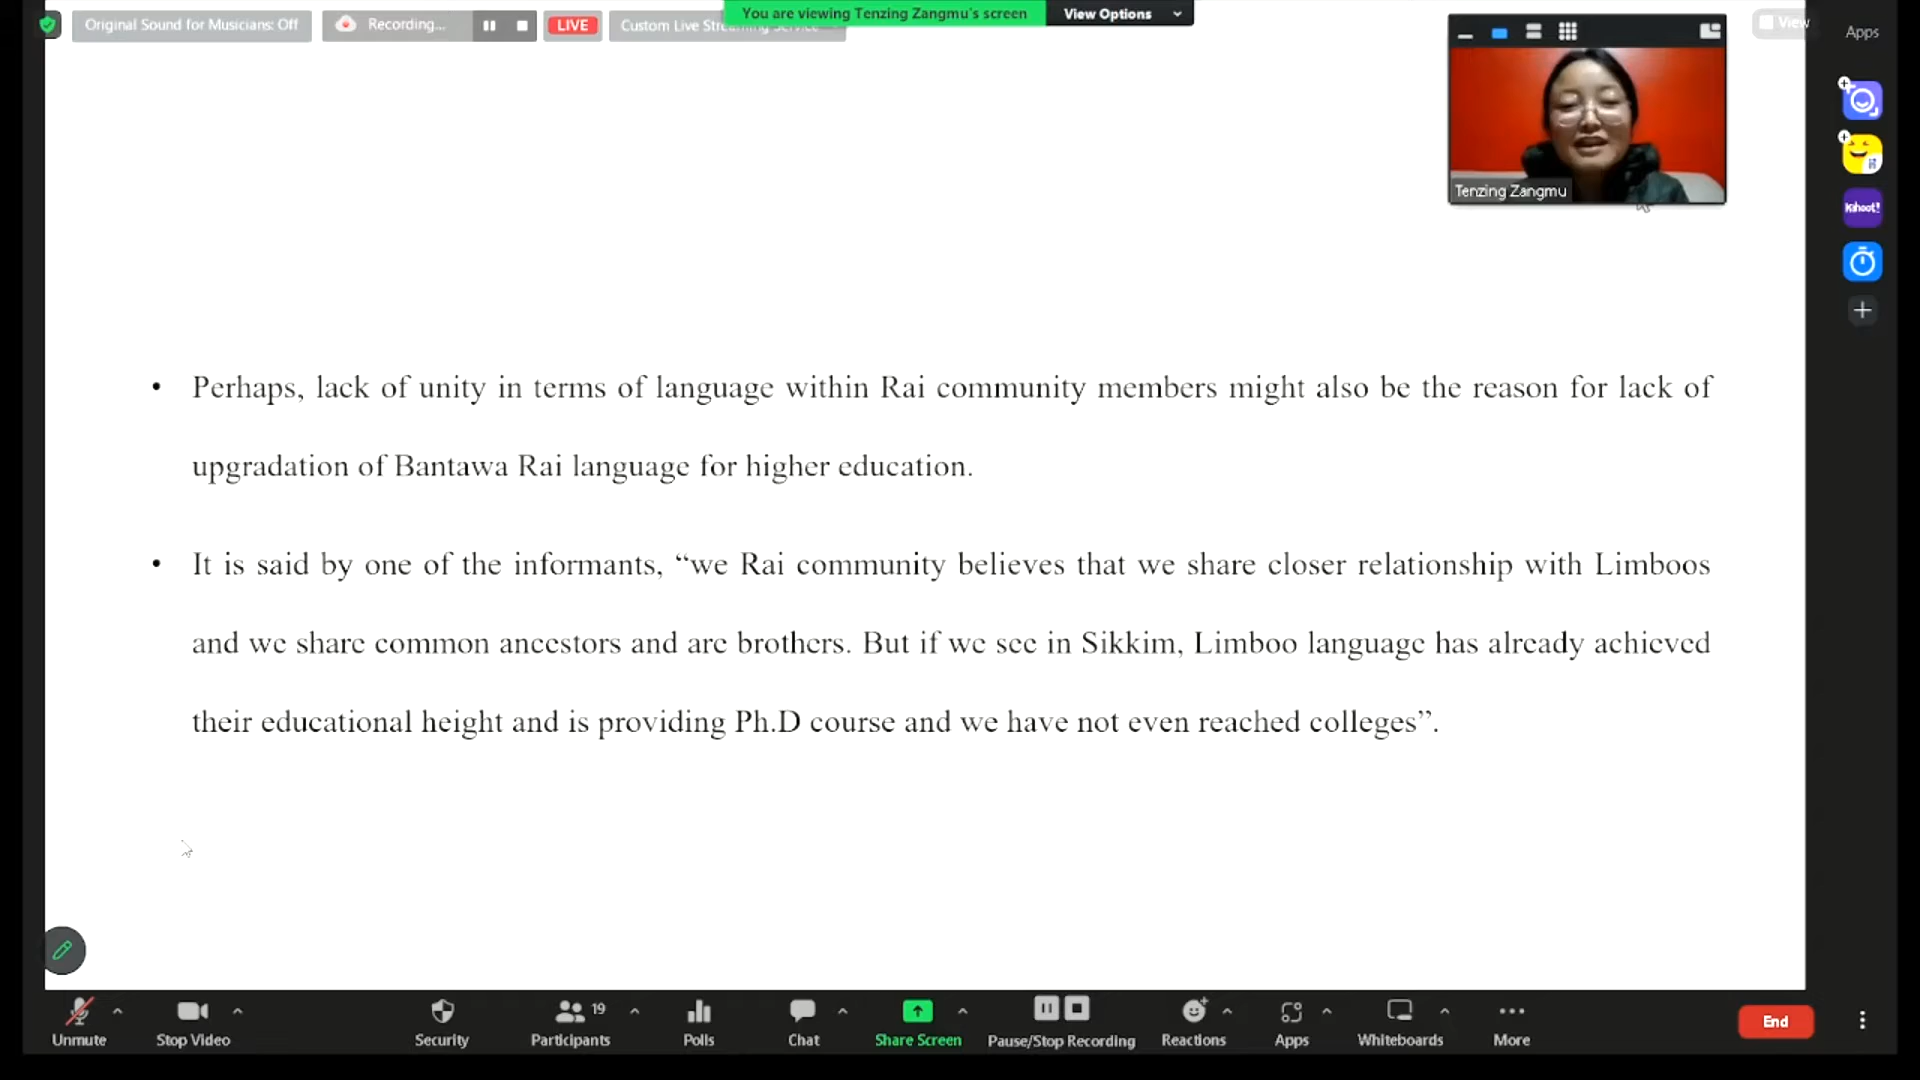 Original Sound for Musicians: Off
Recording...
LIVE
Custom Live Streaming Service
You are viewing Tenzing Zangmu's screen
View Options
View
Apps
Tenzing Zangmu
Kahoot!
• Perhaps, lack of unity in terms of language within Rai community members might also be the reason for lack of
upgradation of Bantawa Rai language for higher education.
• It is said by one of the informants, “we Rai community believes that we share closer relationship with Limboos
and we share common ancestors and are brothers. But if we see in Sikkim, Limboo language has already achieved
their educational height and is providing Ph.D course and we have not even reached colleges”.
Unmute
Stop Video
Security
19
Participants
Polls
Chat
Share Screen
Pause/Stop Recording
Reactions
Apps
Whiteboards
More
End